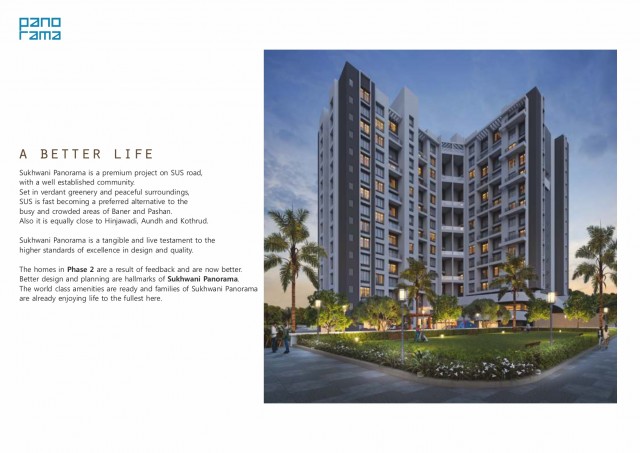 pano
rama
A BETTER LIFE
Sukhwani Panorama is a premium project on SUS road,
with a well established community.
Set in verdant greenery and peaceful surroundings,
SUS is fast becoming a preferred alternative to the
busy and crowded areas of Baner and Pashan.
Also it is equally close to Hinjawadi, Aundh and Kothrud.
Sukhwani Panorama is a tangible and live testament to the
higher standards of excellence in design and quality.
The homes in Phase 2 are a result of feedback and are now better.
Better design and planning are hallmarks of Sukhwani Panorama.
The world class amenities are ready and families of Sukhwani Panorama
are already enjoying life to the fullest here.